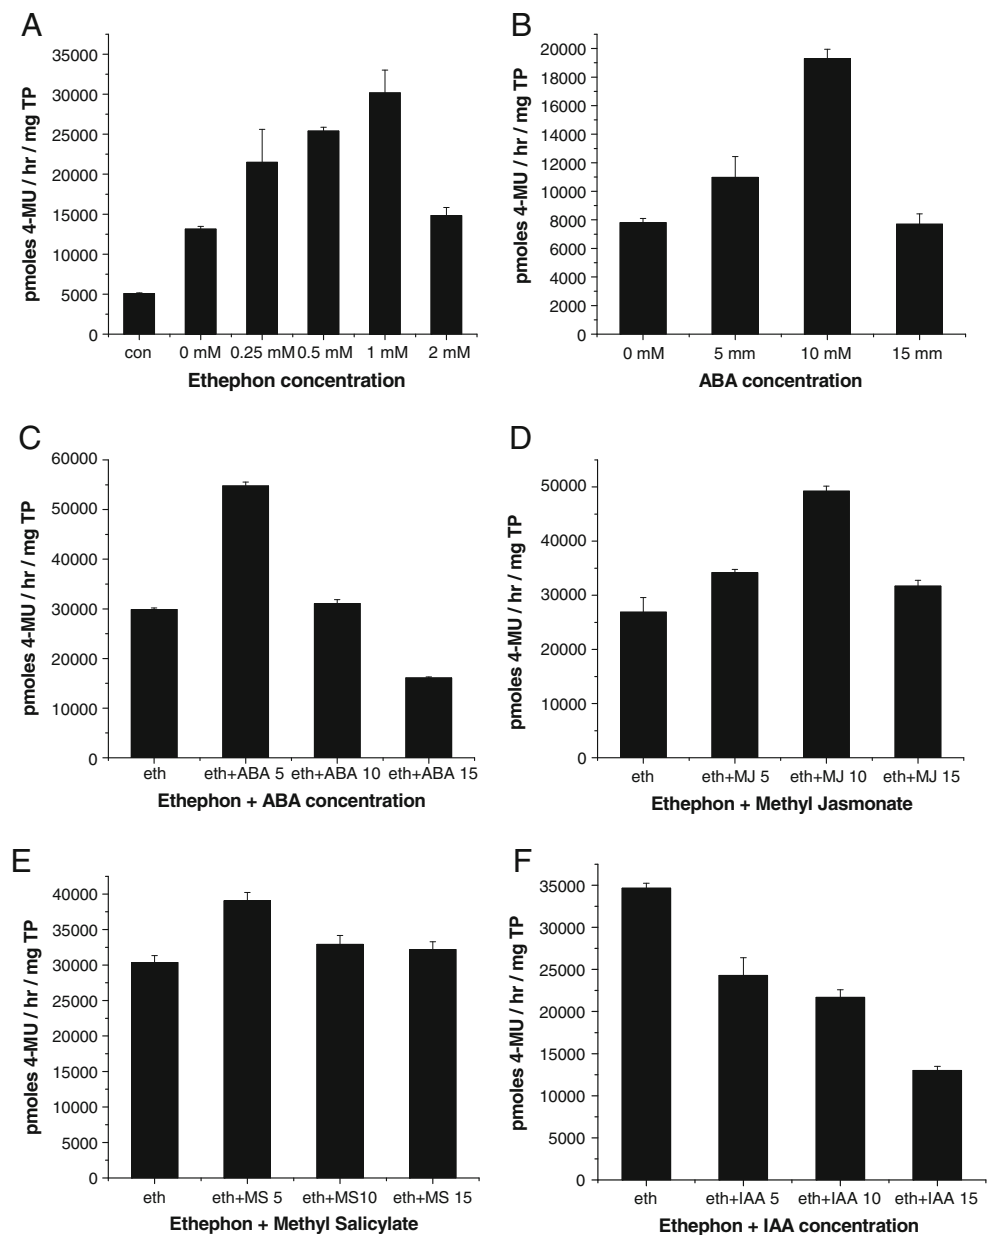 A
pmoles 4-MU / hr / mg TP
35000
30000
25000
20000
15000
10000
5000
0
con 0 mM 0.25 mM 0.5 mM 1 mM 2 mM
Ethephon concentration
B
pmoles 4-MU / hr / mg TP
20000
18000
16000
14000
12000
10000
8000
6000
4000
2000
0
0 mM 5 mm 10 mM 15 mm
ABA concentration
C
pmoles 4-MU / hr / mg TP
60000
50000
40000
30000
20000
10000
0
eth eth+ABA 5 eth+ABA 10 eth+ABA 15
Ethephon + ABA concentration
D
pmoles 4-MU / hr / mg TP
50000
40000
30000
20000
10000
0
eth eth+MJ 5 eth+MJ 10 eth+MJ 15
Ethephon + Methyl Jasmonate
E
pmoles 4-MU / hr / mg TP
40000
35000
30000
25000
20000
15000
10000
5000
0
eth eth+MS 5 eth+MS10 eth+MS 15
Ethephon + Methyl Salicylate
F
pmoles 4-MU / hr / mg TP
35000
30000
25000
20000
15000
10000
5000
0
eth eth+IAA 5 eth+IAA 10 eth+IAA 15
Ethephon + IAA concentration